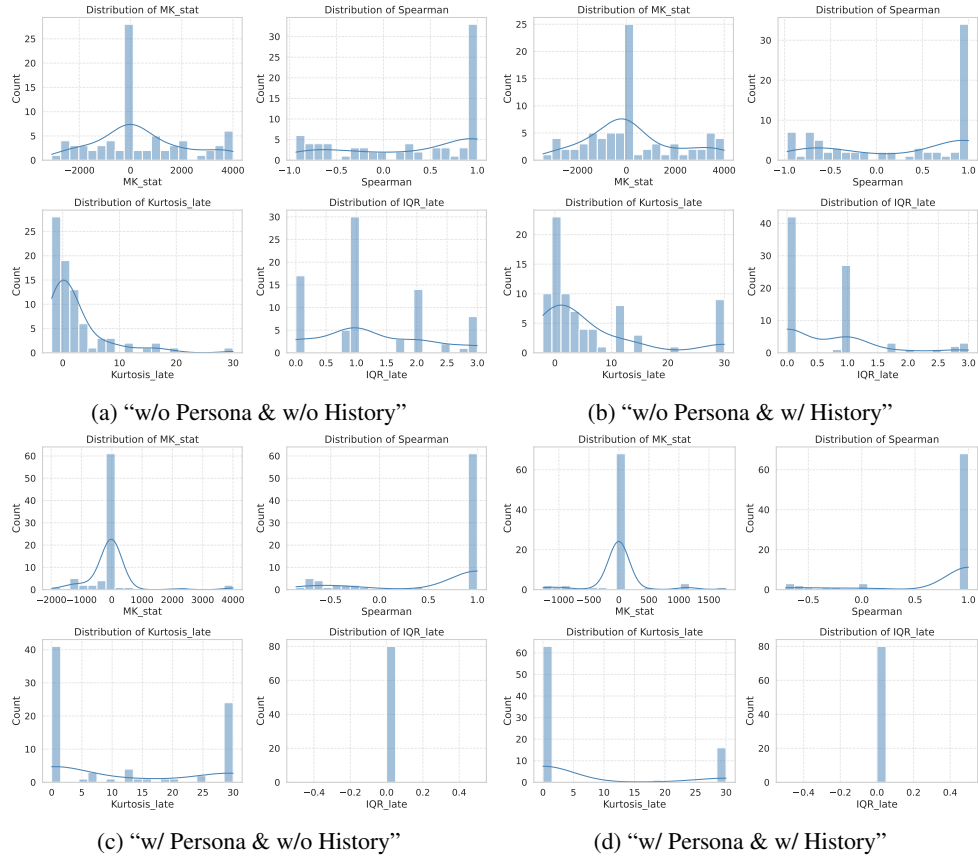 Distribution of MK_stat
Count
25
20
15
10
5
0
−2000 0 2000 4000
MK_stat
Distribution of Spearman
Count
30
25
20
15
10
5
0
−1.0 −0.5 0.0 0.5 1.0
Spearman
Distribution of Kurtosis_late
Count
25
20
15
10
5
0
0 10 20 30
Kurtosis_late
Distribution of IQR_late
Count
30
25
20
15
10
5
0
0.0 0.5 1.0 1.5 2.0 2.5 3.0
IQR_late
(a) “w/o Persona & w/o History”
Distribution of MK_stat
Count
25
20
15
10
5
0
−2000 0 2000 4000
MK_stat
Distribution of Spearman
Count
30
20
10
0
−1.0 −0.5 0.0 0.5 1.0
Spearman
Distribution of Kurtosis_late
Count
20
15
10
5
0
0 10 20 30
Kurtosis_late
Distribution of IQR_late
Count
40
30
20
10
0
0.0 0.5 1.0 1.5 2.0 2.5 3.0
IQR_late
(b) “w/o Persona & w/ History”
Distribution of MK_stat
Count
60
50
40
30
20
10
0
−2000 −1000 0 1000 2000 3000 4000
MK_stat
Distribution of Spearman
Count
60
50
40
30
20
10
0
−0.5 0.0 0.5 1.0
Spearman
Distribution of Kurtosis_late
Count
40
30
20
10
0
0 5 10 15 20 25 30
Kurtosis_late
Distribution of IQR_late
Count
80
60
40
20
0
−0.4 −0.2 0.0 0.2 0.4
IQR_late
(c) “w/ Persona & w/o History”
Distribution of MK_stat
Count
60
40
20
0
−1000 −500 0 500 1000 1500
MK_stat
Distribution of Spearman
Count
60
40
20
0
−0.5 0.0 0.5 1.0
Spearman
Distribution of Kurtosis_late
Count
60
50
40
30
20
10
0
0 5 10 15 20 25 30
Kurtosis_late
Distribution of IQR_late
Count
80
60
40
20
0
−0.4 −0.2 0.0 0.2 0.4
IQR_late
(d) “w/ Persona & w/ History”